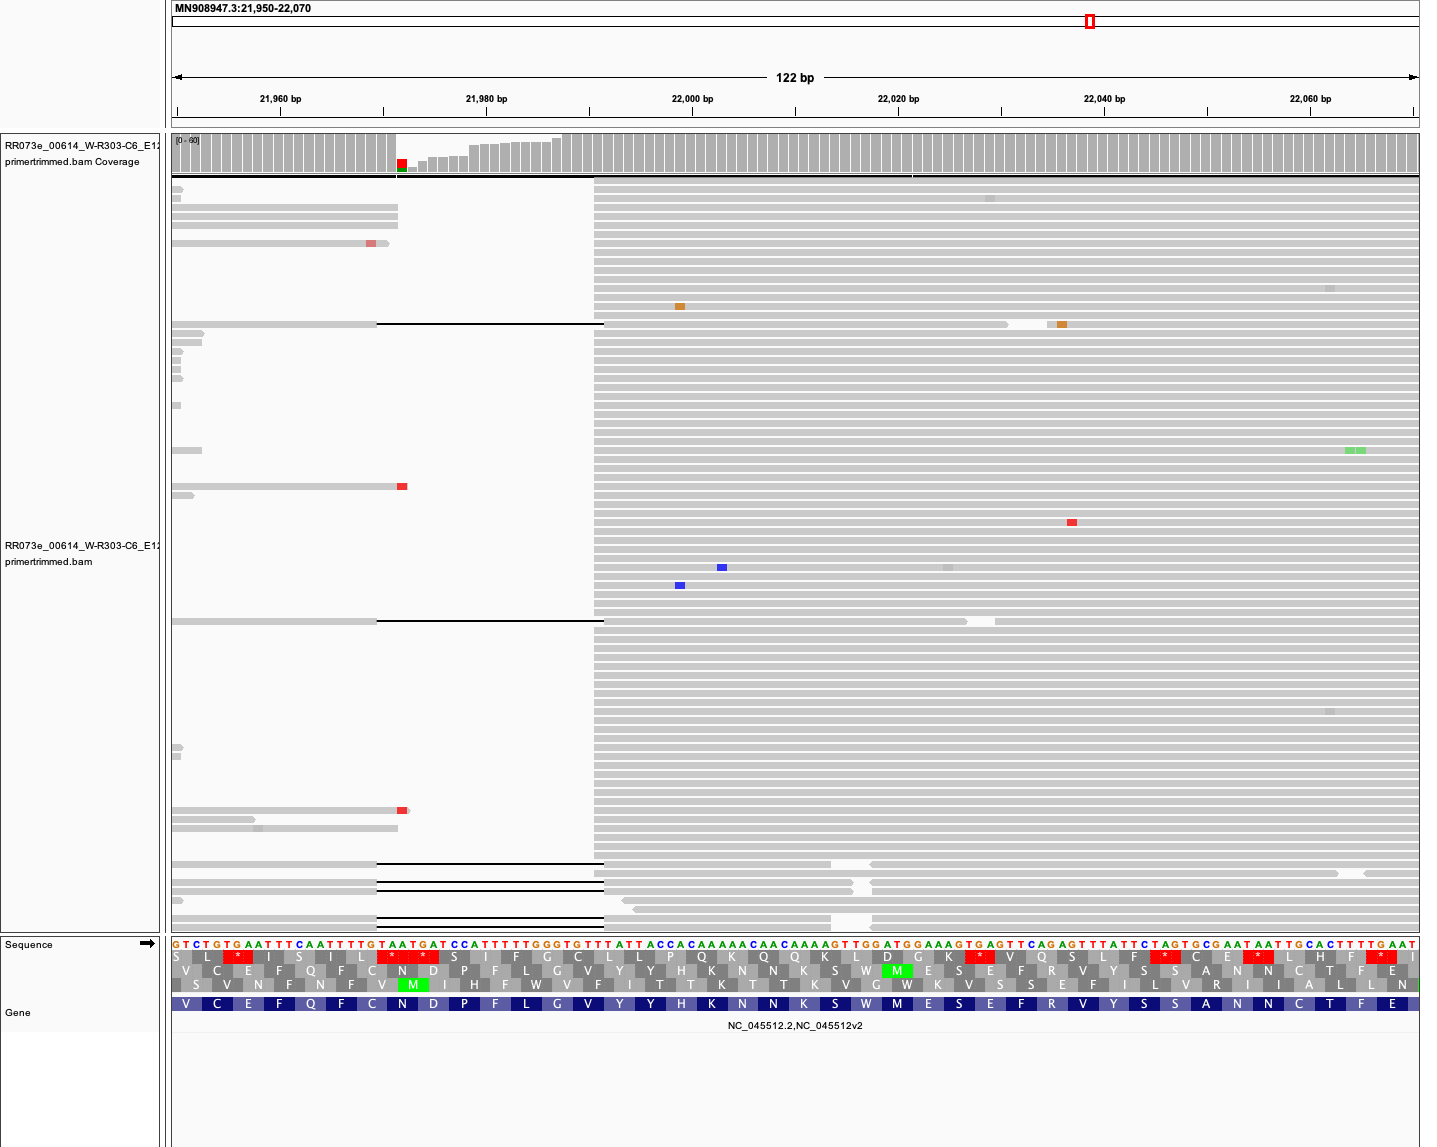 MN908947.3:21,950-22,070
122 bp
21,960 bp 21,980 bp 22,000 bp 22,020 bp 22,040 bp 22,060 bp
RR073e_00614_W-R303-C6_E12
primertrimmed.bam Coverage
[0 - 60]
RR073e_00614_W-R303-C6_E12
primertrimmed.bam
Sequence
GTCTGTGAATTTCAATTTTGTAATGATCCATTTTTGGGTGTTTATTACCACAAAAACAACAAAAGTTGGATGGAAAGTGAGTTCAGAGTTTATTCTAGTGCGAATAATTGCACTTTTGAAT
S L * I S I L * * S I F G C L L P Q K Q Q K L D G K * V Q S L F * C E * L H F * I
V C E F Q F C N D P F L G V Y Y H K N N K S W M E S E F R V Y S S A N N C T F E
S V N F N F V M I H F W V F I T T K T T K V G W K V S S E F I L V R I I A L L N
Gene
V C E F Q F C N D P F L G V Y Y H K N N K S W M E S E F R V Y S S A N N C T F E
NC_045512.2,NC_045512v2